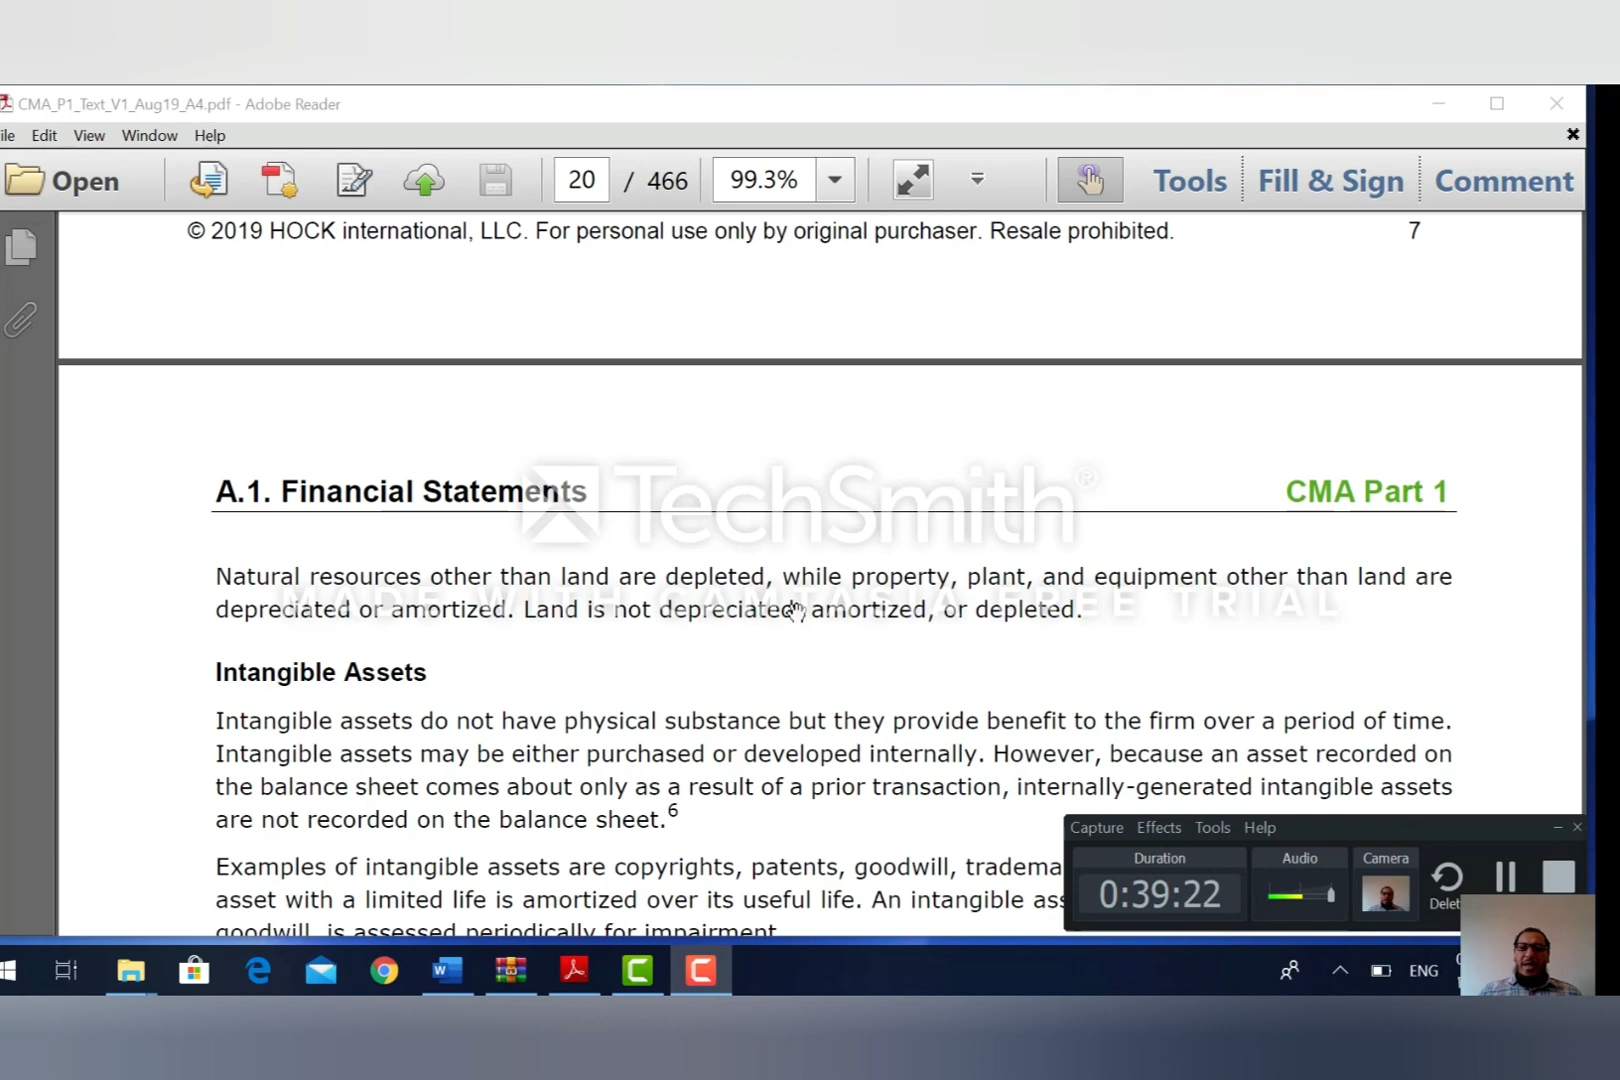 CMA_P1_Text_V1_Aug19_A4.pdf - Adobe Reader
ile Edit View Window Help
Open 20 / 466 99.3% Tools Fill & Sign Comment
© 2019 HOCK international, LLC. For personal use only by original purchaser. Resale prohibited. 7
TechSmith®
A.1. Financial Statements CMA Part 1
MADE WITH CAMTASIA FREE TRIAL
Natural resources other than land are depleted, while property, plant, and equipment other than land are
depreciated or amortized. Land is not depreciated, amortized, or depleted.
Intangible Assets
Intangible assets do not have physical substance but they provide benefit to the firm over a period of time.
Intangible assets may be either purchased or developed internally. However, because an asset recorded on
the balance sheet comes about only as a result of a prior transaction, internally-generated intangible assets
are not recorded on the balance sheet.6
Examples of intangible assets are copyrights, patents, goodwill, tradema
asset with a limited life is amortized over its useful life. An intangible ass
goodwill, is assessed periodically for impairment.
Capture Effects Tools Help
Duration Audio Camera
0:39:22
Delet
ENG